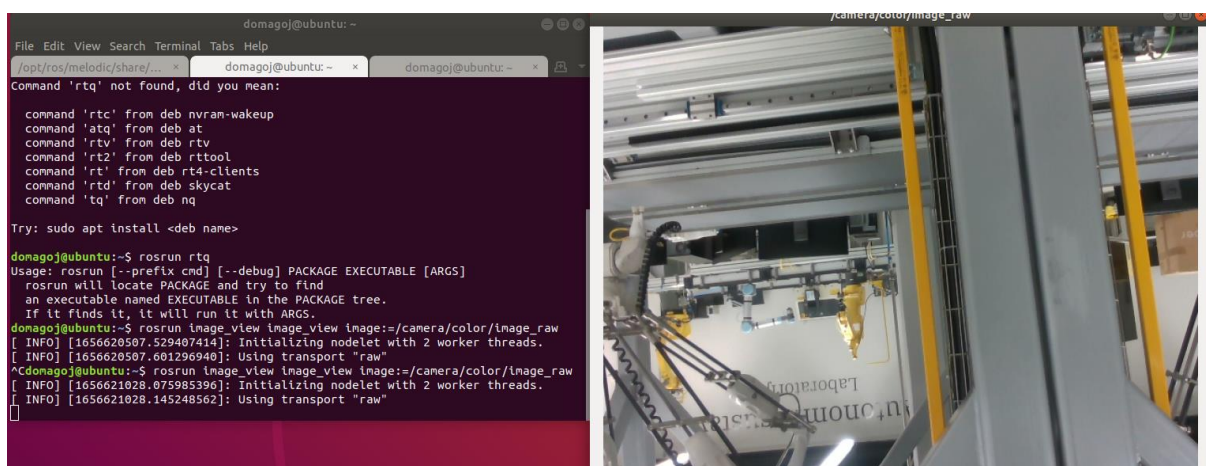 domagoj@ubuntu: ~
File Edit View Search Terminal Tabs Help
/opt/ros/melodic/share/... × domagoj@ubuntu: ~ × domagoj@ubuntu: ~ ×
Command 'rtq' not found, did you mean:
command 'rtc' from deb nvram-wakeup
command 'atq' from deb at
command 'rtv' from deb rtv
command 'rt2' from deb rttool
command 'rt' from deb rt4-clients
command 'rtd' from deb skycat
command 'tq' from deb nq
Try: sudo apt install <deb name>
domagoj@ubuntu:~$ rosrun rtq
Usage: rosrun [--prefix cmd] [--debug] PACKAGE EXECUTABLE [ARGS]
rosrun will locate PACKAGE and try to find
an executable named EXECUTABLE in the PACKAGE tree.
If it finds it, it will run it with ARGS.
domagoj@ubuntu:~$ rosrun image_view image_view image:=/camera/color/image_raw
[ INFO] [1656620507.529407414]: Initializing nodelet with 2 worker threads.
[ INFO] [1656620507.601296940]: Using transport "raw"
^Cdomagoj@ubuntu:~$ rosrun image_view image_view image:=/camera/color/image_raw
[ INFO] [1656621028.075985396]: Initializing nodelet with 2 worker threads.
[ INFO] [1656621028.145248562]: Using transport "raw"
/camera/color/image_raw
Laboratory